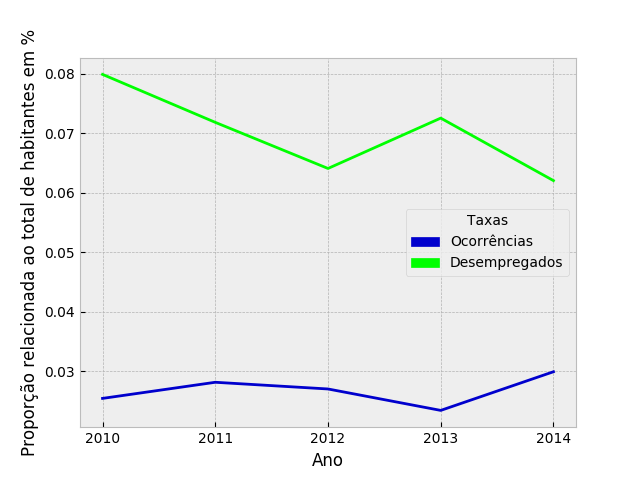 Proporção relacionada ao total de habitantes em %
0.08
0.07
0.06
0.05
0.04
0.03
Taxas
Ocorrências
Desempregados
2010 2011 2012 2013 2014
Ano